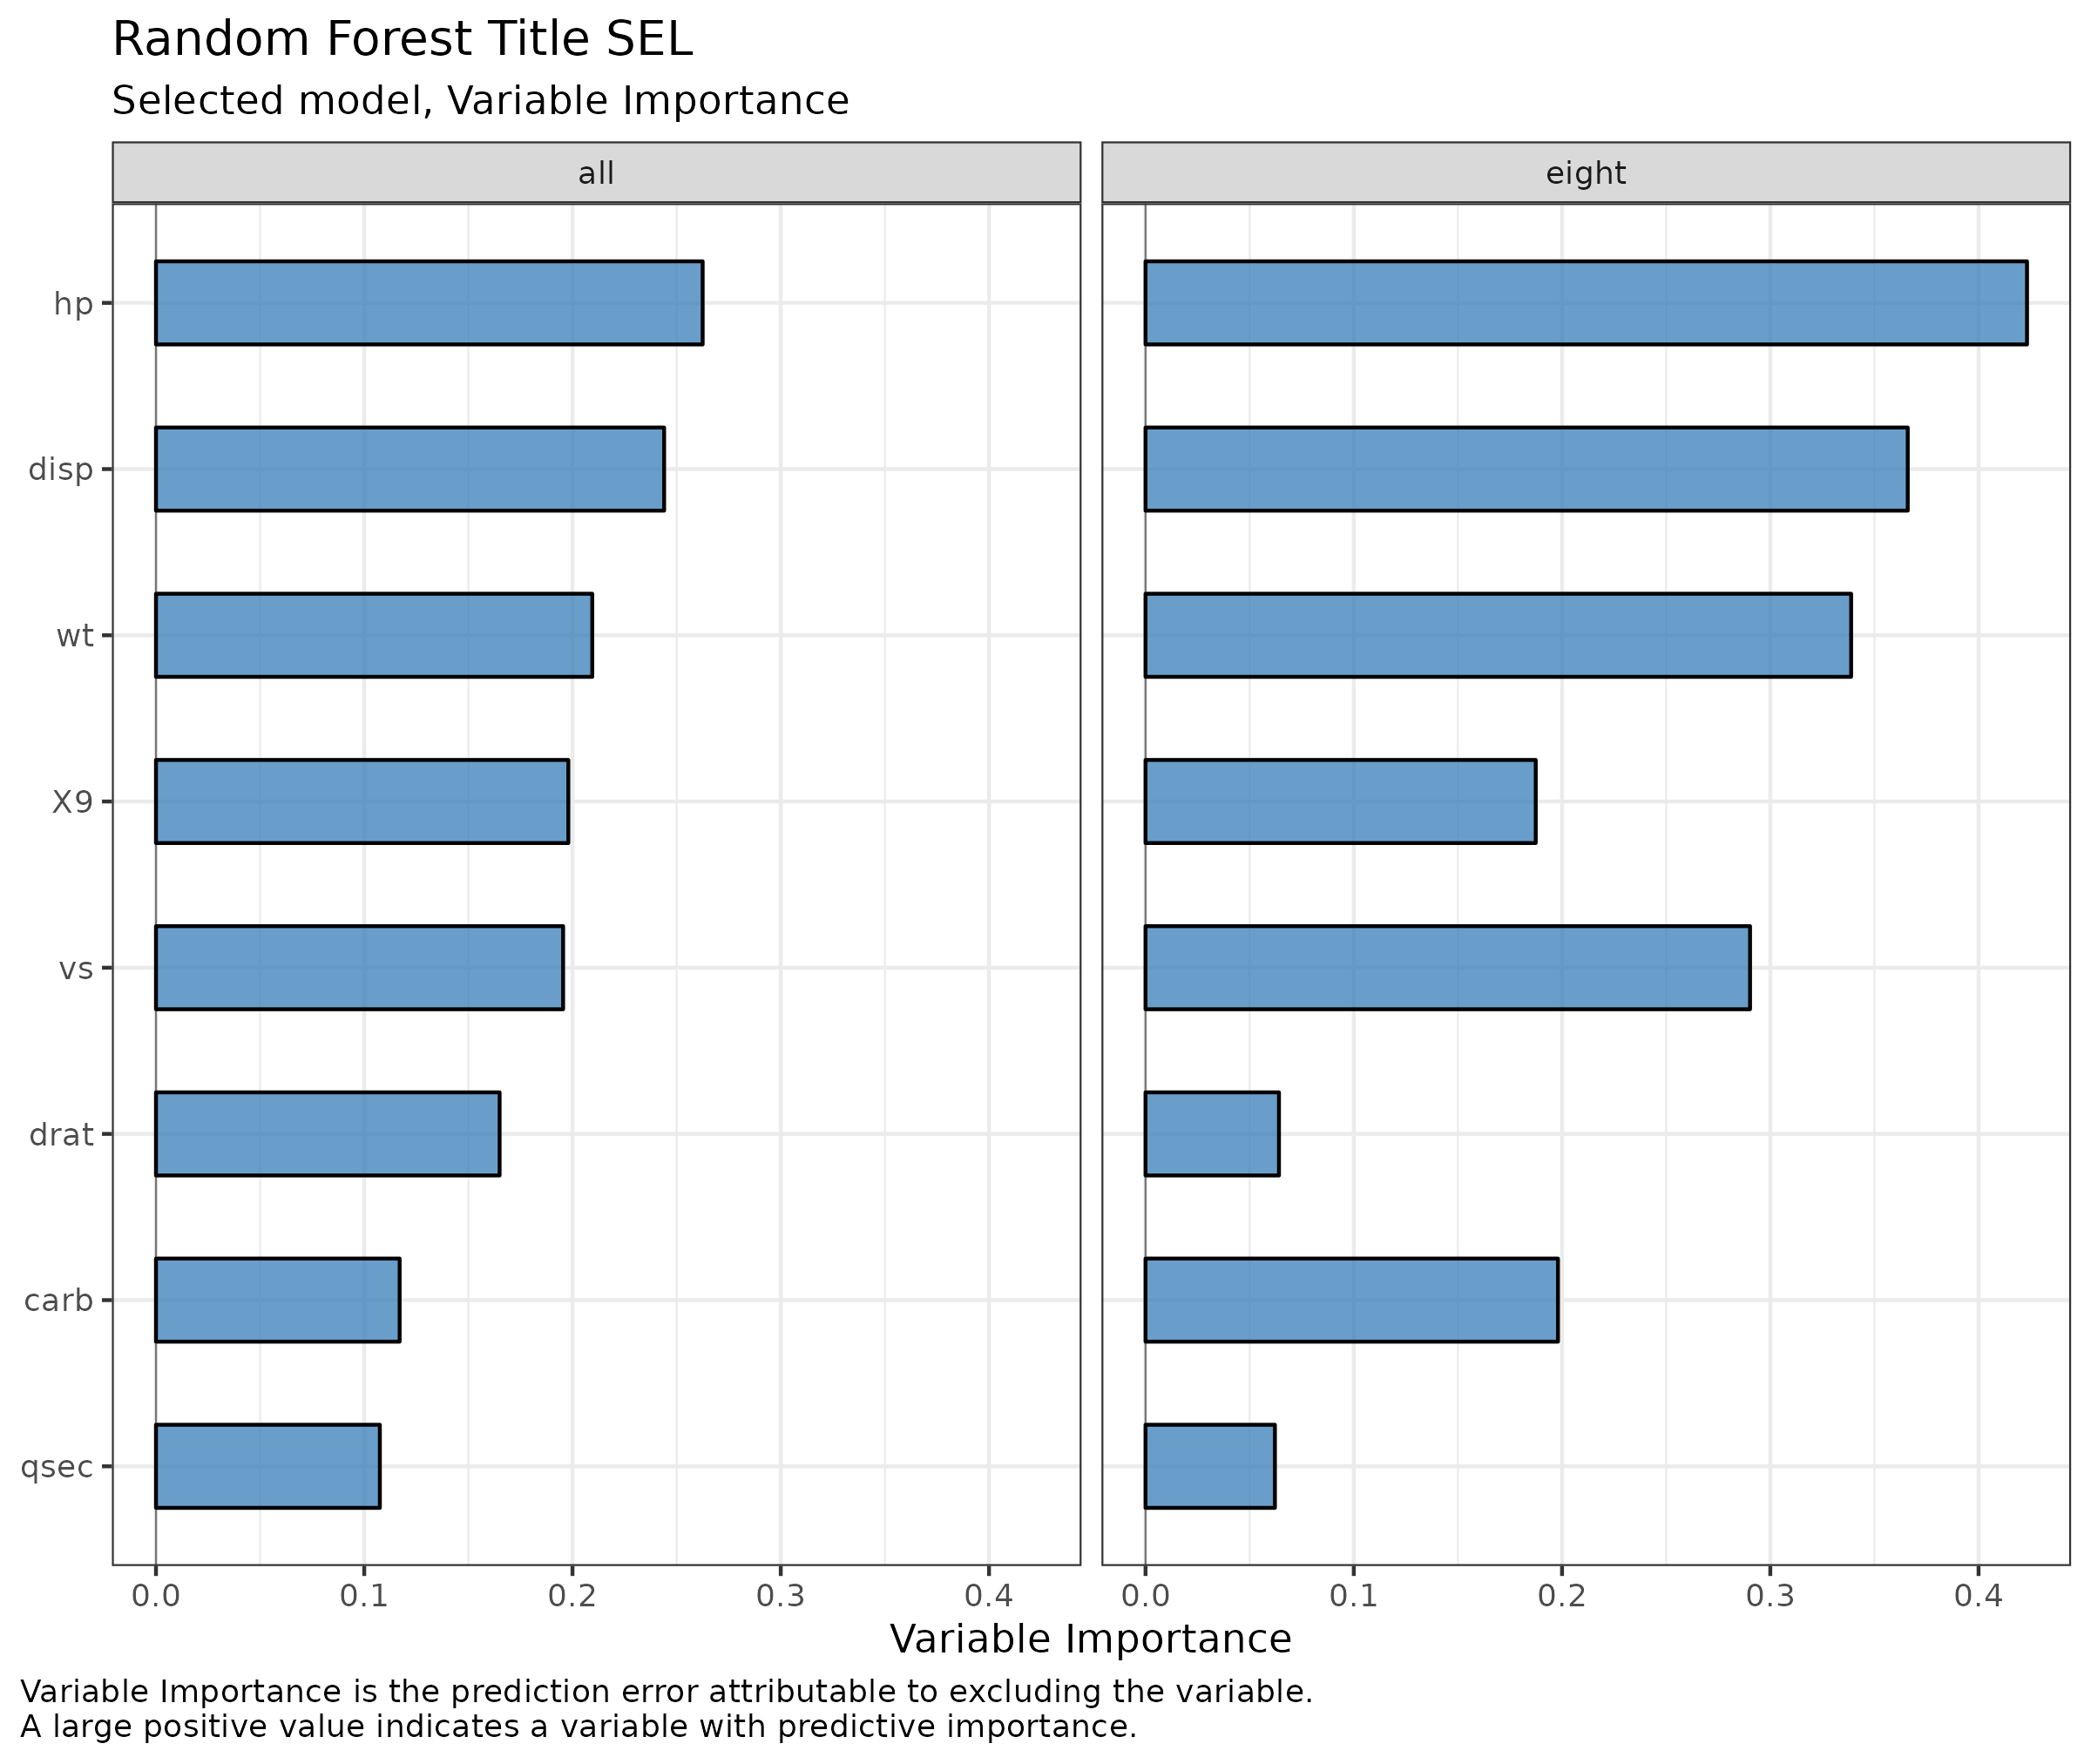 Random Forest Title SEL
Selected model, Variable Importance
all
eight
hp
disp
wt
X9
vs
drat
carb
qsec
0.0 0.1 0.2 0.3 0.4
0.0 0.1 0.2 0.3 0.4
Variable Importance
Variable Importance is the prediction error attributable to excluding the variable.
A large positive value indicates a variable with predictive importance.